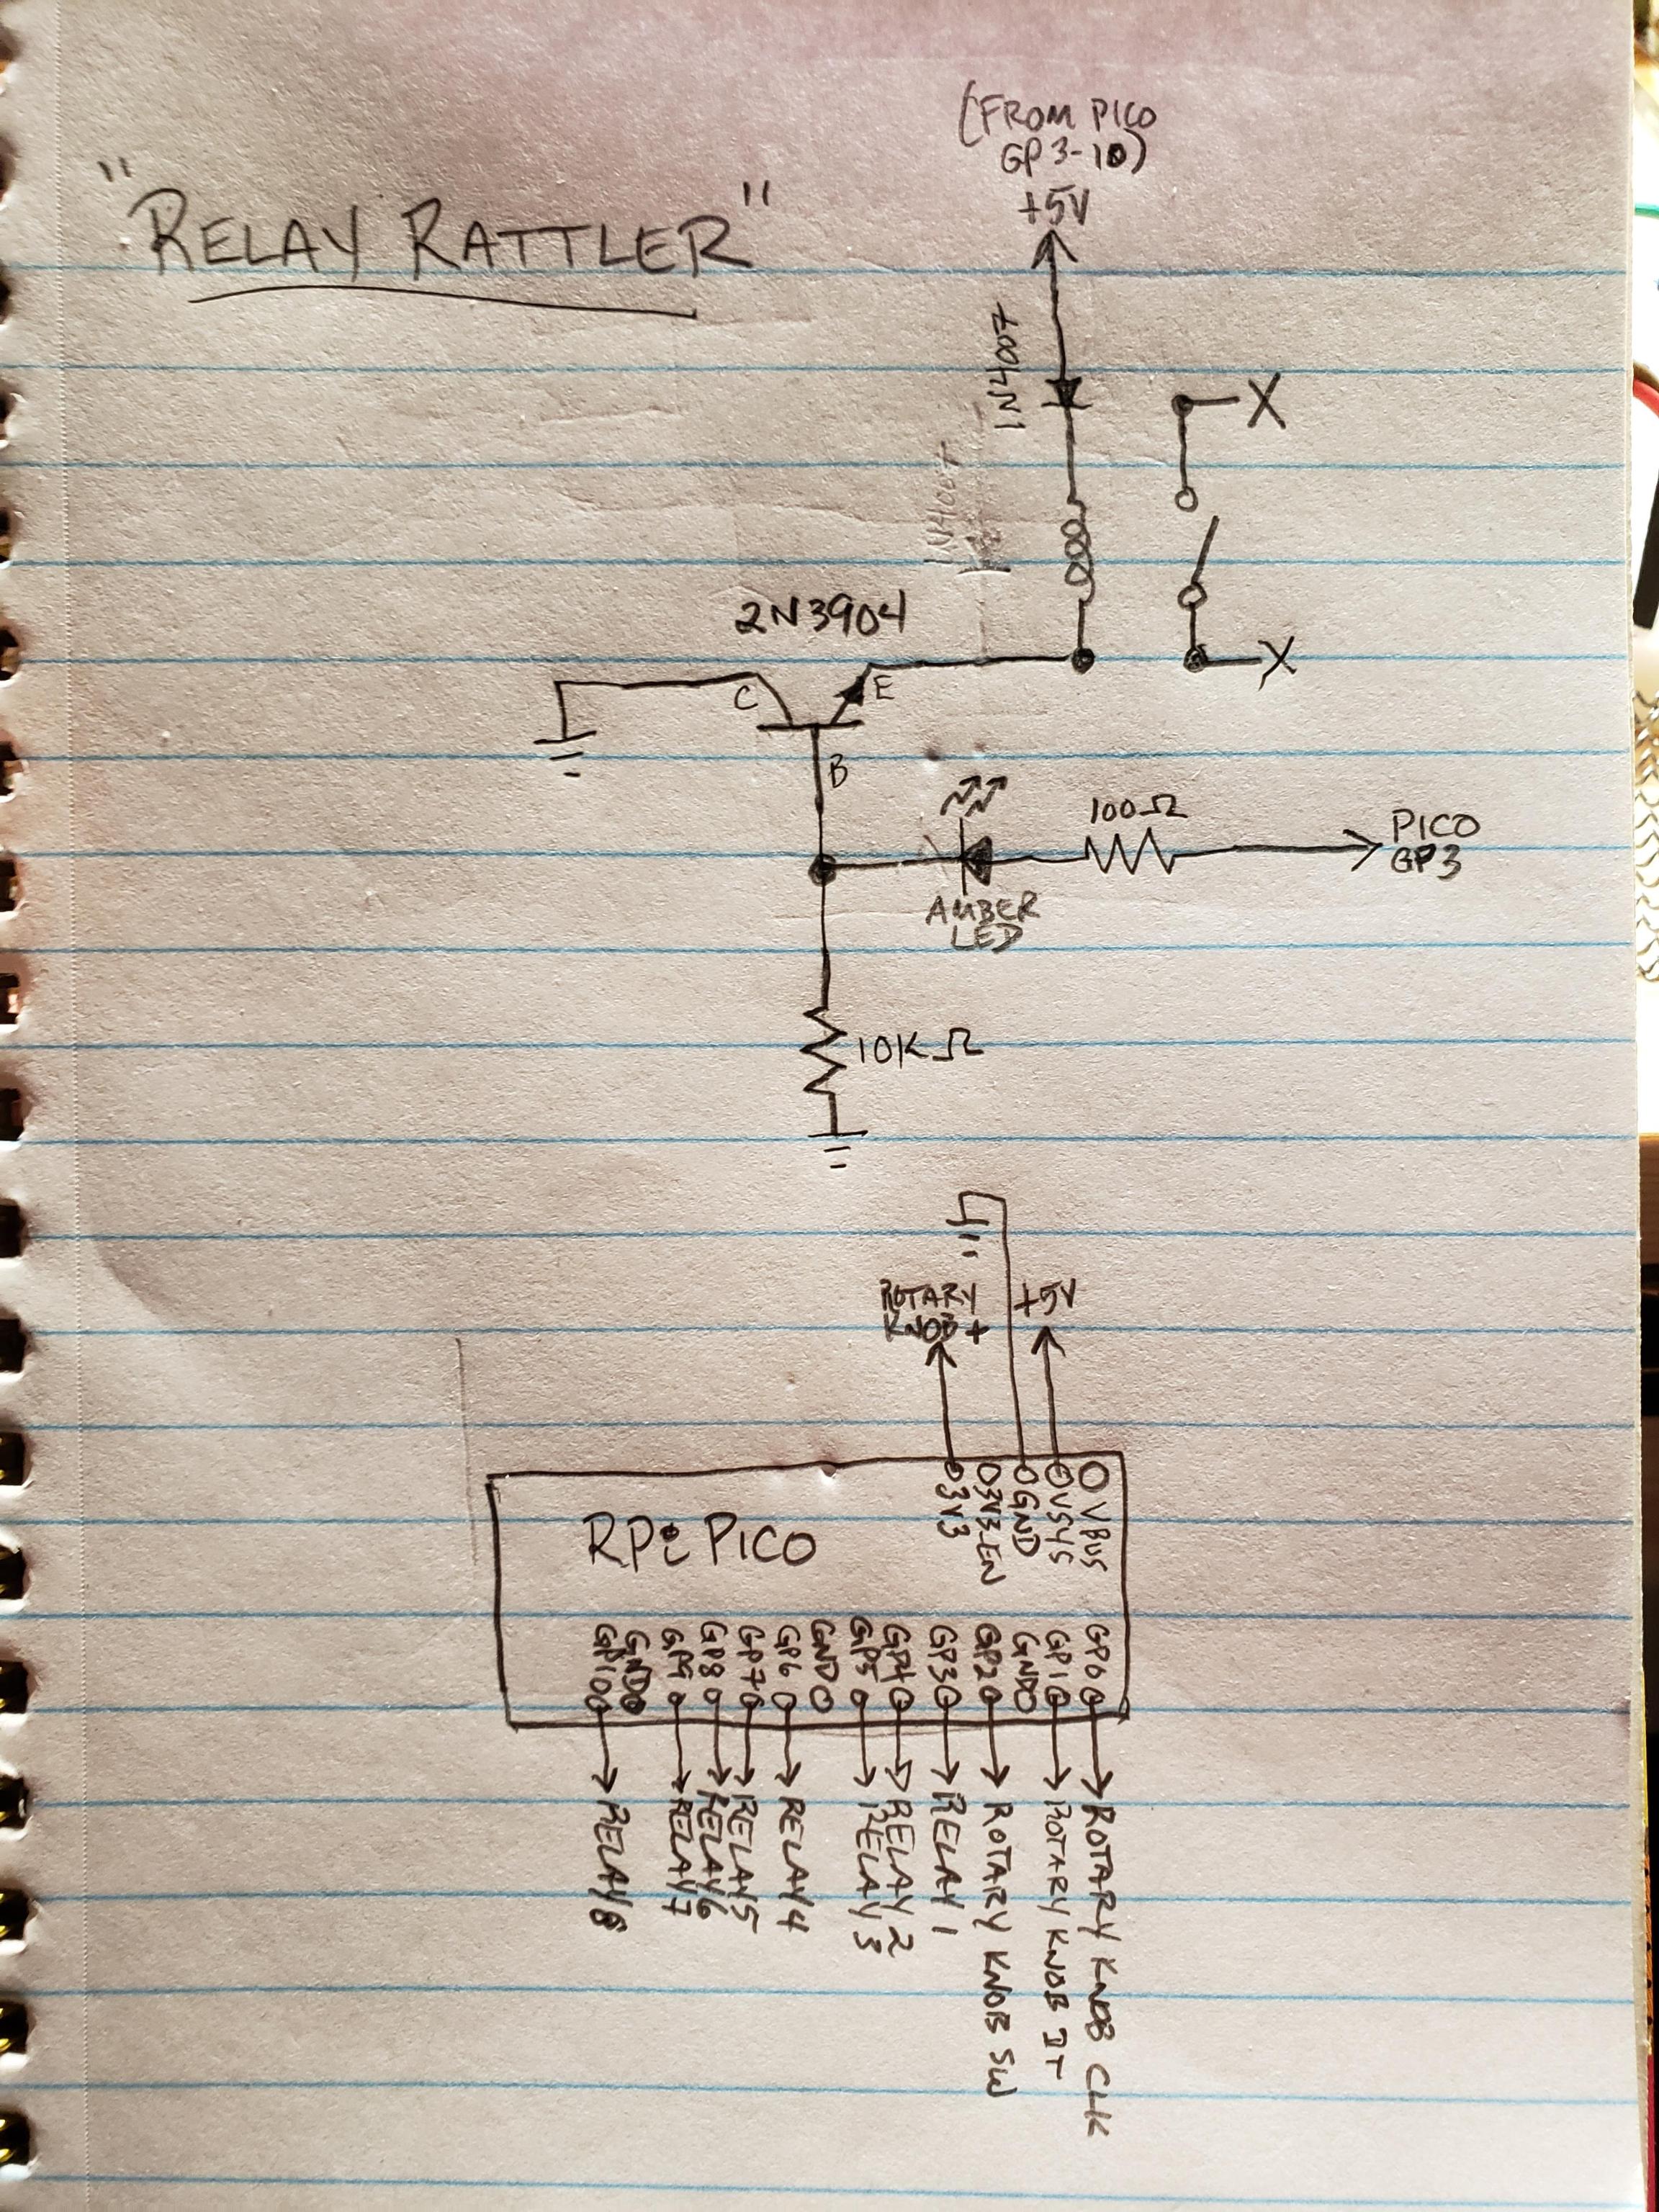 (FROM PICO
GP3-10)
+5V
"RELAY RATTLER"
1N4007
X
1N4007
2N3904
X
C
E
B
100Ω
PICO
GP3
AMBER
LED
10KΩ
ROTARY
KNOB+
+5V
RPi PICO
3V3
3V3_EN
GND
VSYS
VBUS
GP10
GND
GP9
GP8
GP7
GP6
GND
GP5
GP4
GP3
GP2
GND
GP1
GP0
RELAY 8
RELAY 7
RELAY 6
RELAY 5
RELAY 4
RELAY 3
RELAY 2
RELAY 1
ROTARY KNOB SW
ROTARY KNOB DT
ROTARY KNOB CLK